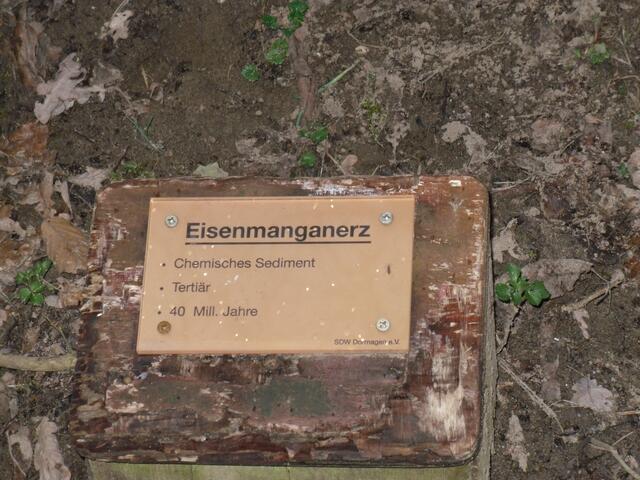 Eisenmanganerz
• Chemisches Sediment
• Tertiär
• 40 Mill. Jahre
SDW Dormagen e.V.